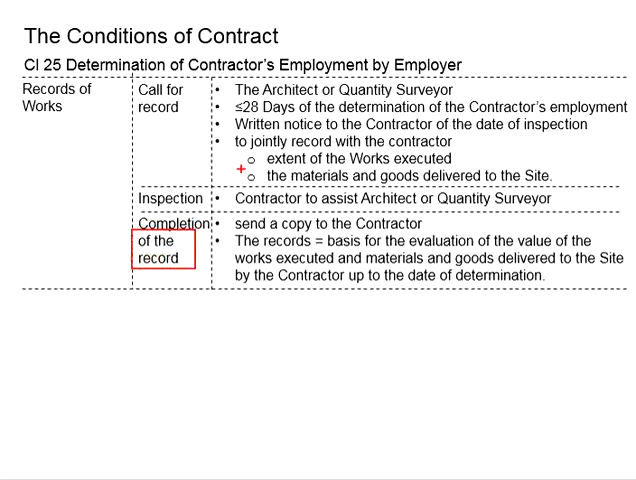 The Conditions of Contract
Cl 25 Determination of Contractor's Employment by Employer
Records of Works
Call for record
• The Architect or Quantity Surveyor
• ≤28 Days of the determination of the Contractor's employment
• Written notice to the Contractor of the date of inspection
• to jointly record with the contractor
o extent of the Works executed
o the materials and goods delivered to the Site.
Inspection
• Contractor to assist Architect or Quantity Surveyor
Completion
of the
record
• send a copy to the Contractor
• The records = basis for the evaluation of the value of the
works executed and materials and goods delivered to the Site
by the Contractor up to the date of determination.